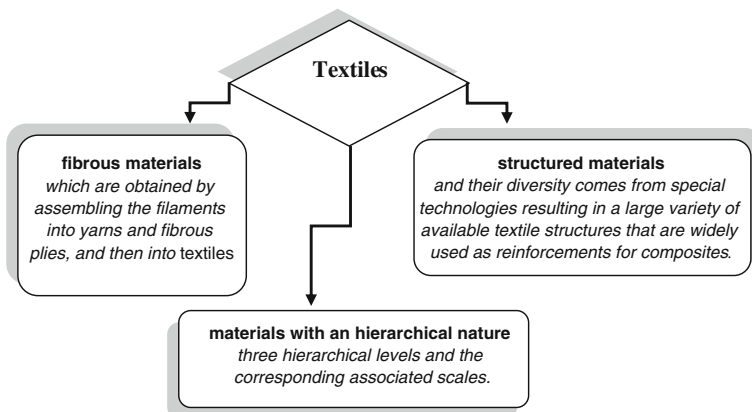 Textiles
fibrous materials
which are obtained by
assembling the filaments
into yarns and fibrous
plies, and then into textiles
structured materials
and their diversity comes from special
technologies resulting in a large variety of
available textile structures that are widely
used as reinforcements for composites.
materials with an hierarchical nature
three hierarchical levels and the
corresponding associated scales.